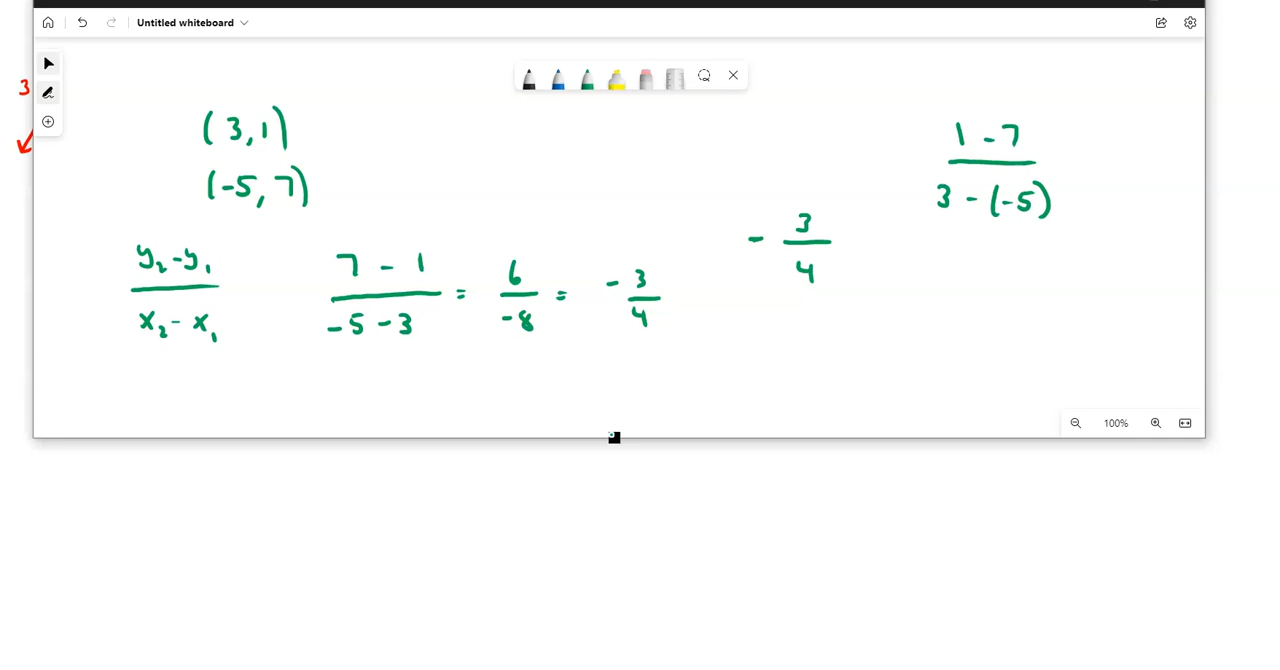 Untitled whiteboard
3
(3,1)
(-5,7)
y₂-y₁
x₂-x₁
7 - 1
-5 -3
=
6
-8
=
- 3
4
- 3
4
1 - 7
3 - (-5)
100%